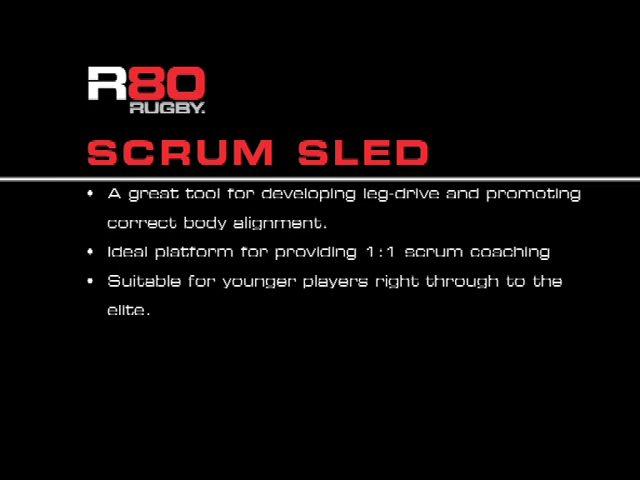 R80
RUGBY.
SCRUM SLED
• A great tool for developing leg-drive and promoting
correct body alignment.
• Ideal platform for providing 1:1 scrum coaching
• Suitable for younger players right through to the
elite.